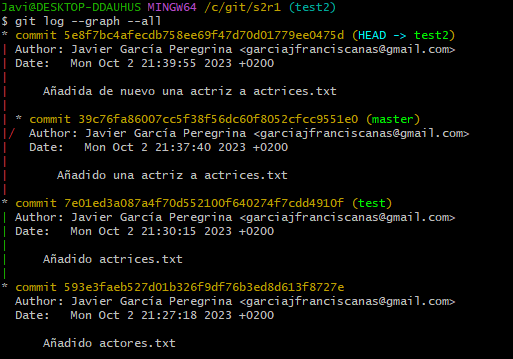 Javi@DESKTOP-DDAUHUS MINGW64 /c/git/s2r1 (test2)
$ git log --graph --all
* commit 5e8f7bc4afecdb758ee69f47d70d01779ee0475d (HEAD -> test2)
| Author: Javier García Peregrina <garciajfranciscanas@gmail.com>
| Date:   Mon Oct 2 21:39:55 2023 +0200
|
|     Añadida de nuevo una actriz a actrices.txt
|
| * commit 39c76fa86007cc5f38f56dc60f8052cfcc9551e0 (master)
|/  Author: Javier García Peregrina <garciajfranciscanas@gmail.com>
|   Date:   Mon Oct 2 21:37:40 2023 +0200
|
|       Añadido una actriz a actrices.txt
|
* commit 7e01ed3a087a4f70d552100f640274f7cdd4910f (test)
| Author: Javier García Peregrina <garciajfranciscanas@gmail.com>
| Date:   Mon Oct 2 21:30:15 2023 +0200
|
|     Añadido actrices.txt
|
* commit 593e3faeb527d01b326f9df76b3ed8d613f8727e
  Author: Javier García Peregrina <garciajfranciscanas@gmail.com>
  Date:   Mon Oct 2 21:27:18 2023 +0200

      Añadido actores.txt